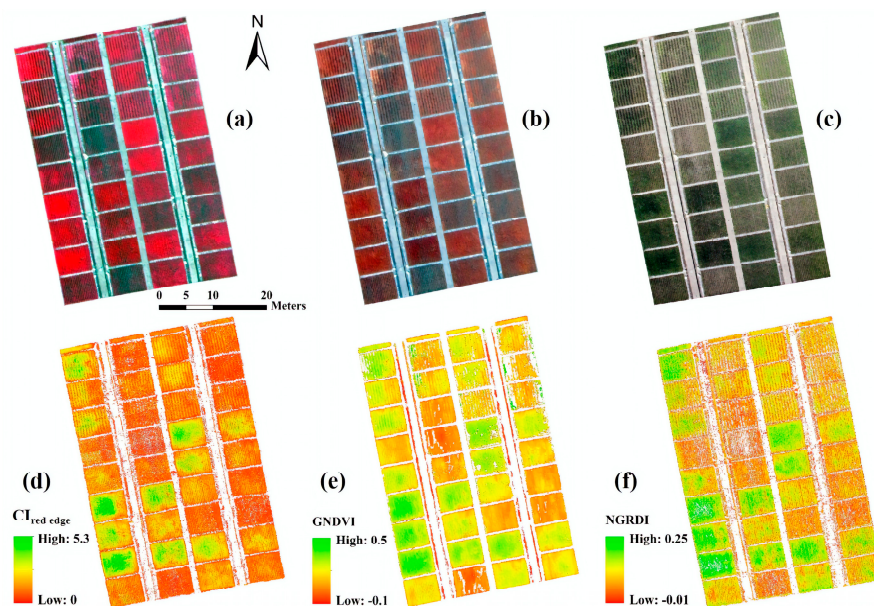 N
(a)
(b)
(c)
0 5 10 20
Meters
(d)
(e)
(f)
CI red edge
High: 5.3
Low: 0
GNDVI
High: 0.5
Low: -0.1
NGRDI
High: 0.25
Low: -0.01